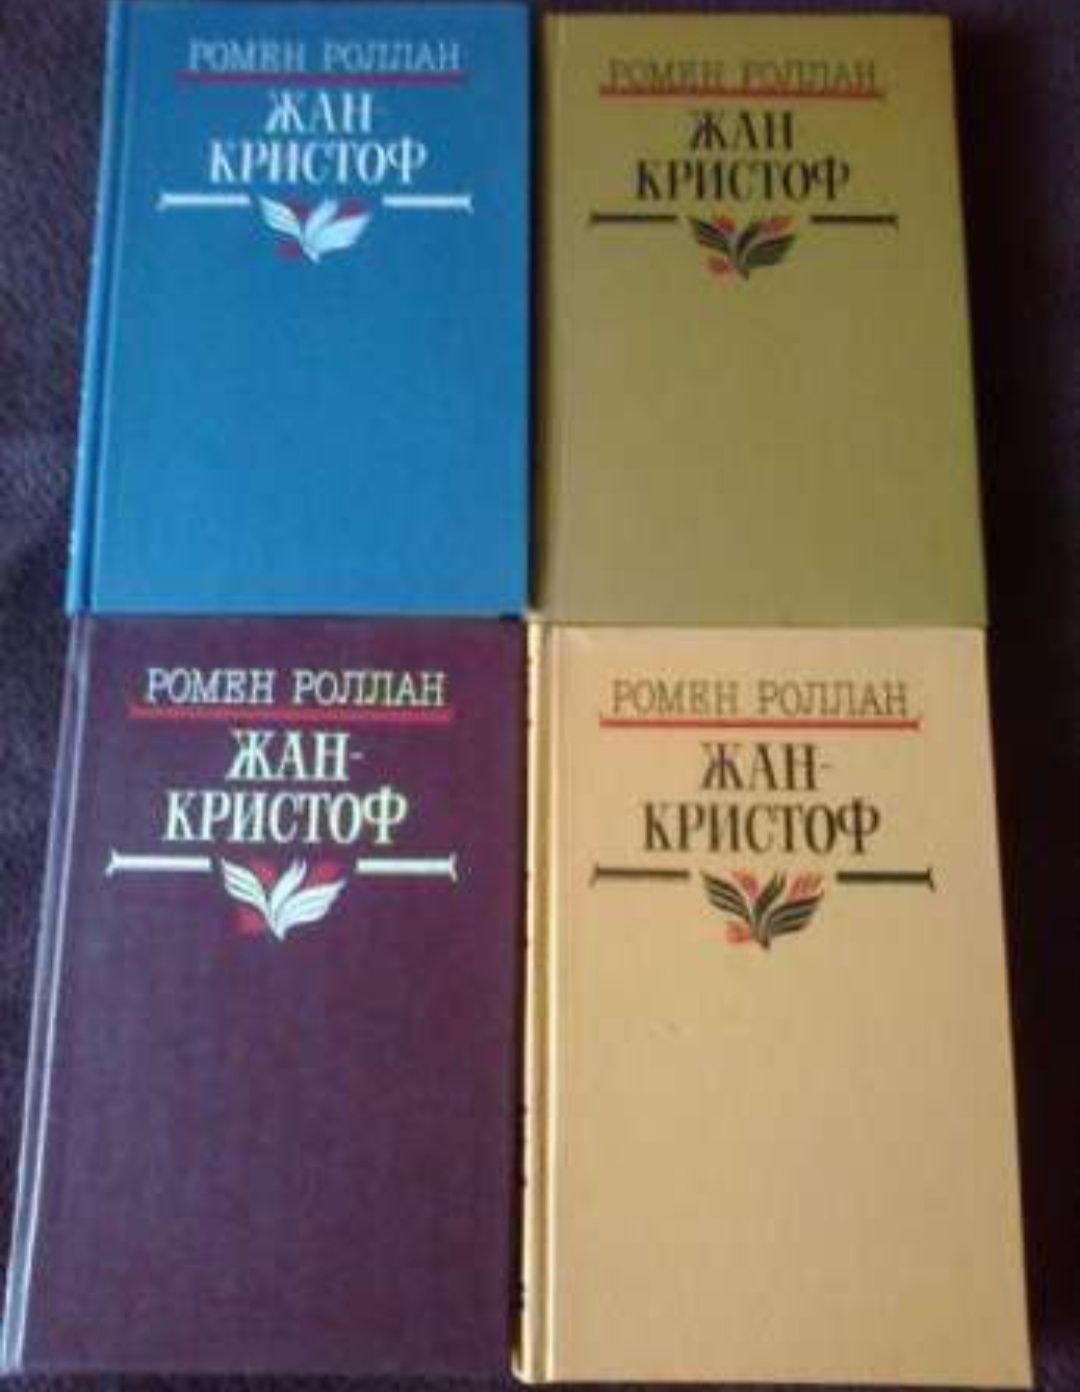 РОМЕН РОЛЛАН
ЖАН-
КРИСТОФ
РОМЕН РОЛЛАН
ЖАН
КРИСТОФ
РОМЕН РОЛЛАН
ЖАН-
КРИСТОФ
РОМЕН РОЛЛАН
ЖАН-
КРИСТОФ